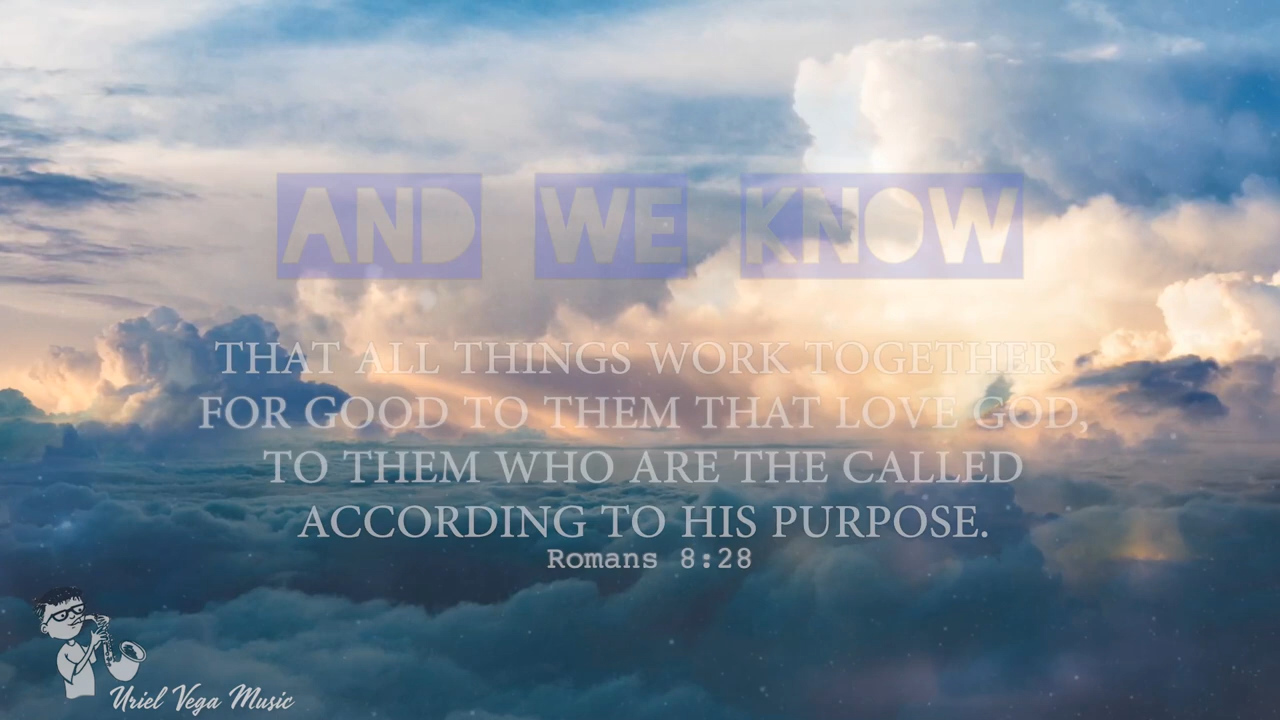 AND WE KNOW
THAT ALL THINGS WORK TOGETHER
FOR GOOD TO THEM THAT LOVE GOD,
TO THEM WHO ARE THE CALLED
ACCORDING TO HIS PURPOSE.
Romans 8:28
Uriel Vega Music